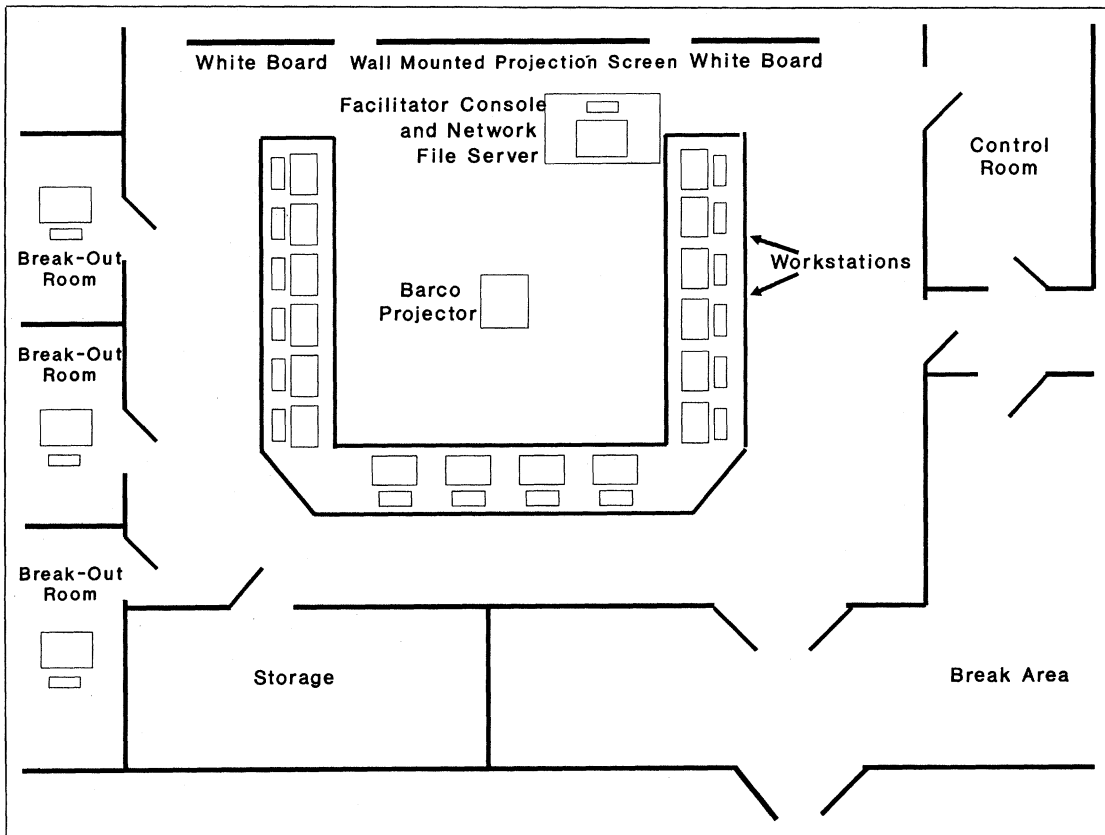 White Board
Wall Mounted Projection Screen
White Board
Facilitator Console
and Network
File Server
Control
Room
Break-Out
Room
Workstations
Barco
Projector
Break-Out
Room
Break-Out
Room
Storage
Break Area